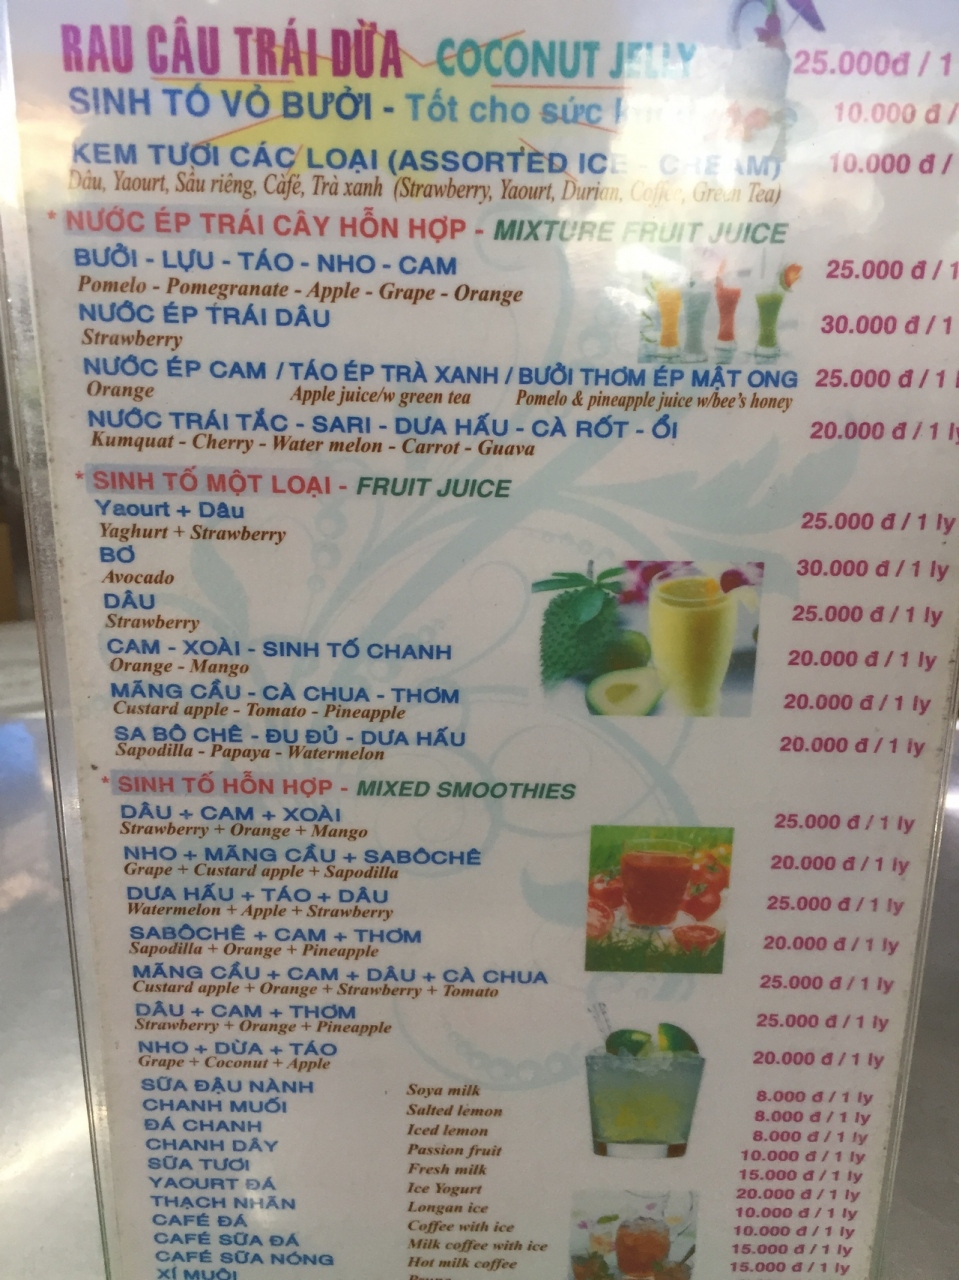 RAU CÂU TRÁI DỪA COCONUT JELLY 25.000đ / 1
SINH TỐ VỎ BƯỞI - Tốt cho sức 10.000 đ /
KEM TƯƠI CÁC LOẠI (ASSORTED ICE - CREAM) 10.000 đ /
Dâu, Yaourt, Sầu riêng, Café, Trà xanh (Strawberry, Yaourt, Durian, Coffee, Green Tea)
* NƯỚC ÉP TRÁI CÂY HỖN HỢP - MIXTURE FRUIT JUICE
BƯỞI - LỰU - TÁO - NHO - CAM 25.000 đ / 1
Pomelo - Pomegranate - Apple - Grape - Orange
NƯỚC ÉP TRÁI DÂU 30.000 đ / 1
Strawberry
NƯỚC ÉP CAM / TÁO ÉP TRÀ XANH / BƯỞI THƠM ÉP MẬT ONG 25.000 đ / 1
Orange Apple juice/w green tea Pomelo & pineapple juice w/bee's honey
NƯỚC TRÁI TẮC - SARI - DƯA HẤU - CÀ RỐT - ỔI 20.000 đ / 1 ly
Kumquat - Cherry - Water melon - Carrot - Guava
* SINH TỐ MỘT LOẠI - FRUIT JUICE
Yaourt + Dâu 25.000 đ / 1 ly
Yaghurt + Strawberry
BƠ 30.000 đ / 1 ly
Avocado
DÂU 25.000 đ / 1 ly
Strawberry
CAM - XOÀI - SINH TỐ CHANH 20.000 đ / 1 ly
Orange - Mango
MÃNG CẦU - CÀ CHUA - THƠM 20.000 đ / 1 ly
Custard apple - Tomato - Pineapple
SA BÔ CHÊ - ĐU ĐỦ - DƯA HẤU 20.000 đ / 1 ly
Sapodilla - Papaya - Watermelon
* SINH TỐ HỖN HỢP - MIXED SMOOTHIES
DÂU + CAM + XOÀI 25.000 đ / 1 ly
Strawberry + Orange + Mango
NHO + MÃNG CẦU + SABÔCHÊ 20.000 đ / 1 ly
Grape + Custard apple + Sapodilla
DƯA HẤU + TÁO + DÂU 25.000 đ / 1 ly
Watermelon + Apple + Strawberry
SABÔCHÊ + CAM + THƠM 20.000 đ / 1 ly
Sapodilla + Orange + Pineapple
MÃNG CẦU + CAM + DÂU + CÀ CHUA 25.000 đ / 1 ly
Custard apple + Orange + Strawberry + Tomato
DÂU + CAM + THƠM 25.000 đ / 1 ly
Strawberry + Orange + Pineapple
NHO + DỪA + TÁO 20.000 đ / 1 ly
Grape + Coconut + Apple
SỮA ĐẬU NÀNH Soya milk 8.000 đ / 1 ly
CHANH MUỐI Salted lemon 8.000 đ / 1 ly
ĐÁ CHANH Iced lemon 8.000 đ / 1 ly
CHANH DÂY Passion fruit 10.000 đ / 1 ly
SỮA TƯƠI Fresh milk 15.000 đ / 1 ly
YAOURT ĐÁ Ice Yogurt 20.000 đ / 1 ly
THẠCH NHÃN Longan ice 10.000 đ / 1 ly
CAFÉ ĐÁ Coffee with ice 10.000 đ / 1 ly
CAFÉ SỮA ĐÁ Milk coffee with ice 15.000 đ / 1 ly
CAFÉ SỮA NÓNG Hot milk coffee 15.000 đ / 1 ly
XÍ MUỘI